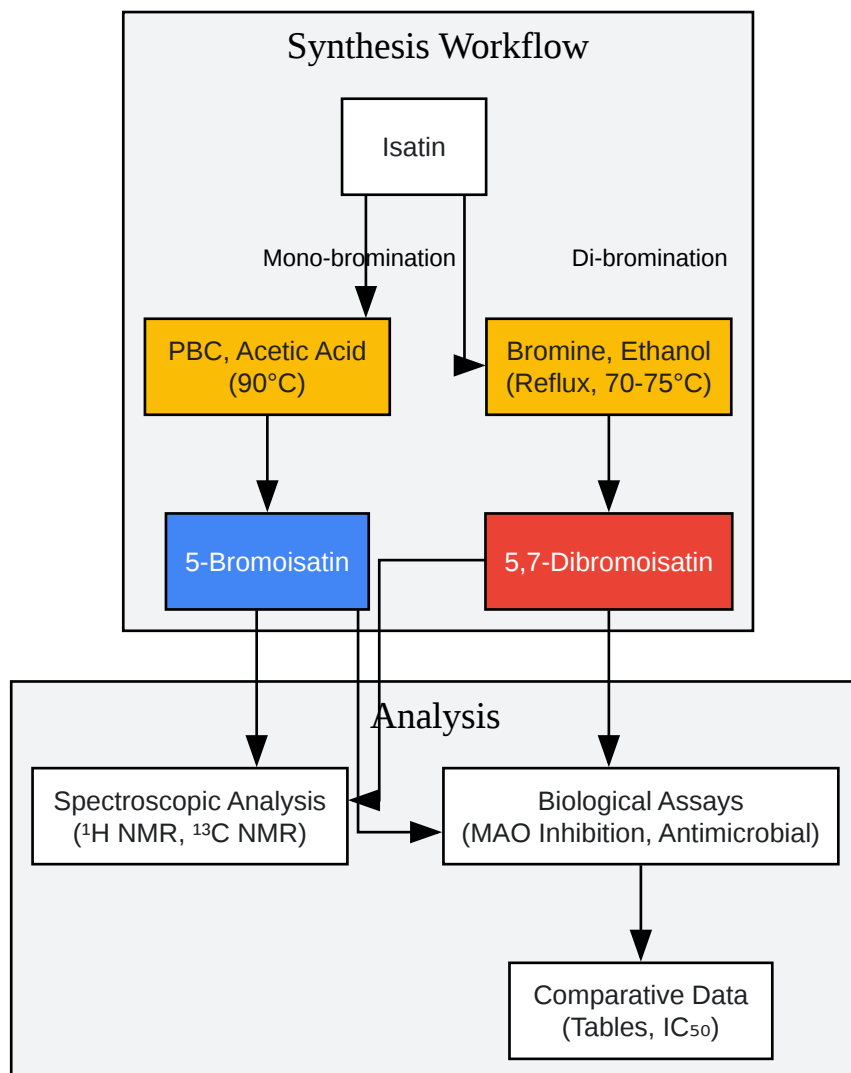 Synthesis Workflow
Isatin
Mono-bromination
Di-bromination
PBC, Acetic Acid
(90°C)
Bromine, Ethanol
(Reflux, 70-75°C)
5-Bromoisatin
5,7-Dibromoisatin
Analysis
Spectroscopic Analysis
(¹H NMR, ¹³C NMR)
Biological Assays
(MAO Inhibition, Antimicrobial)
Comparative Data
(Tables, IC₅₀)